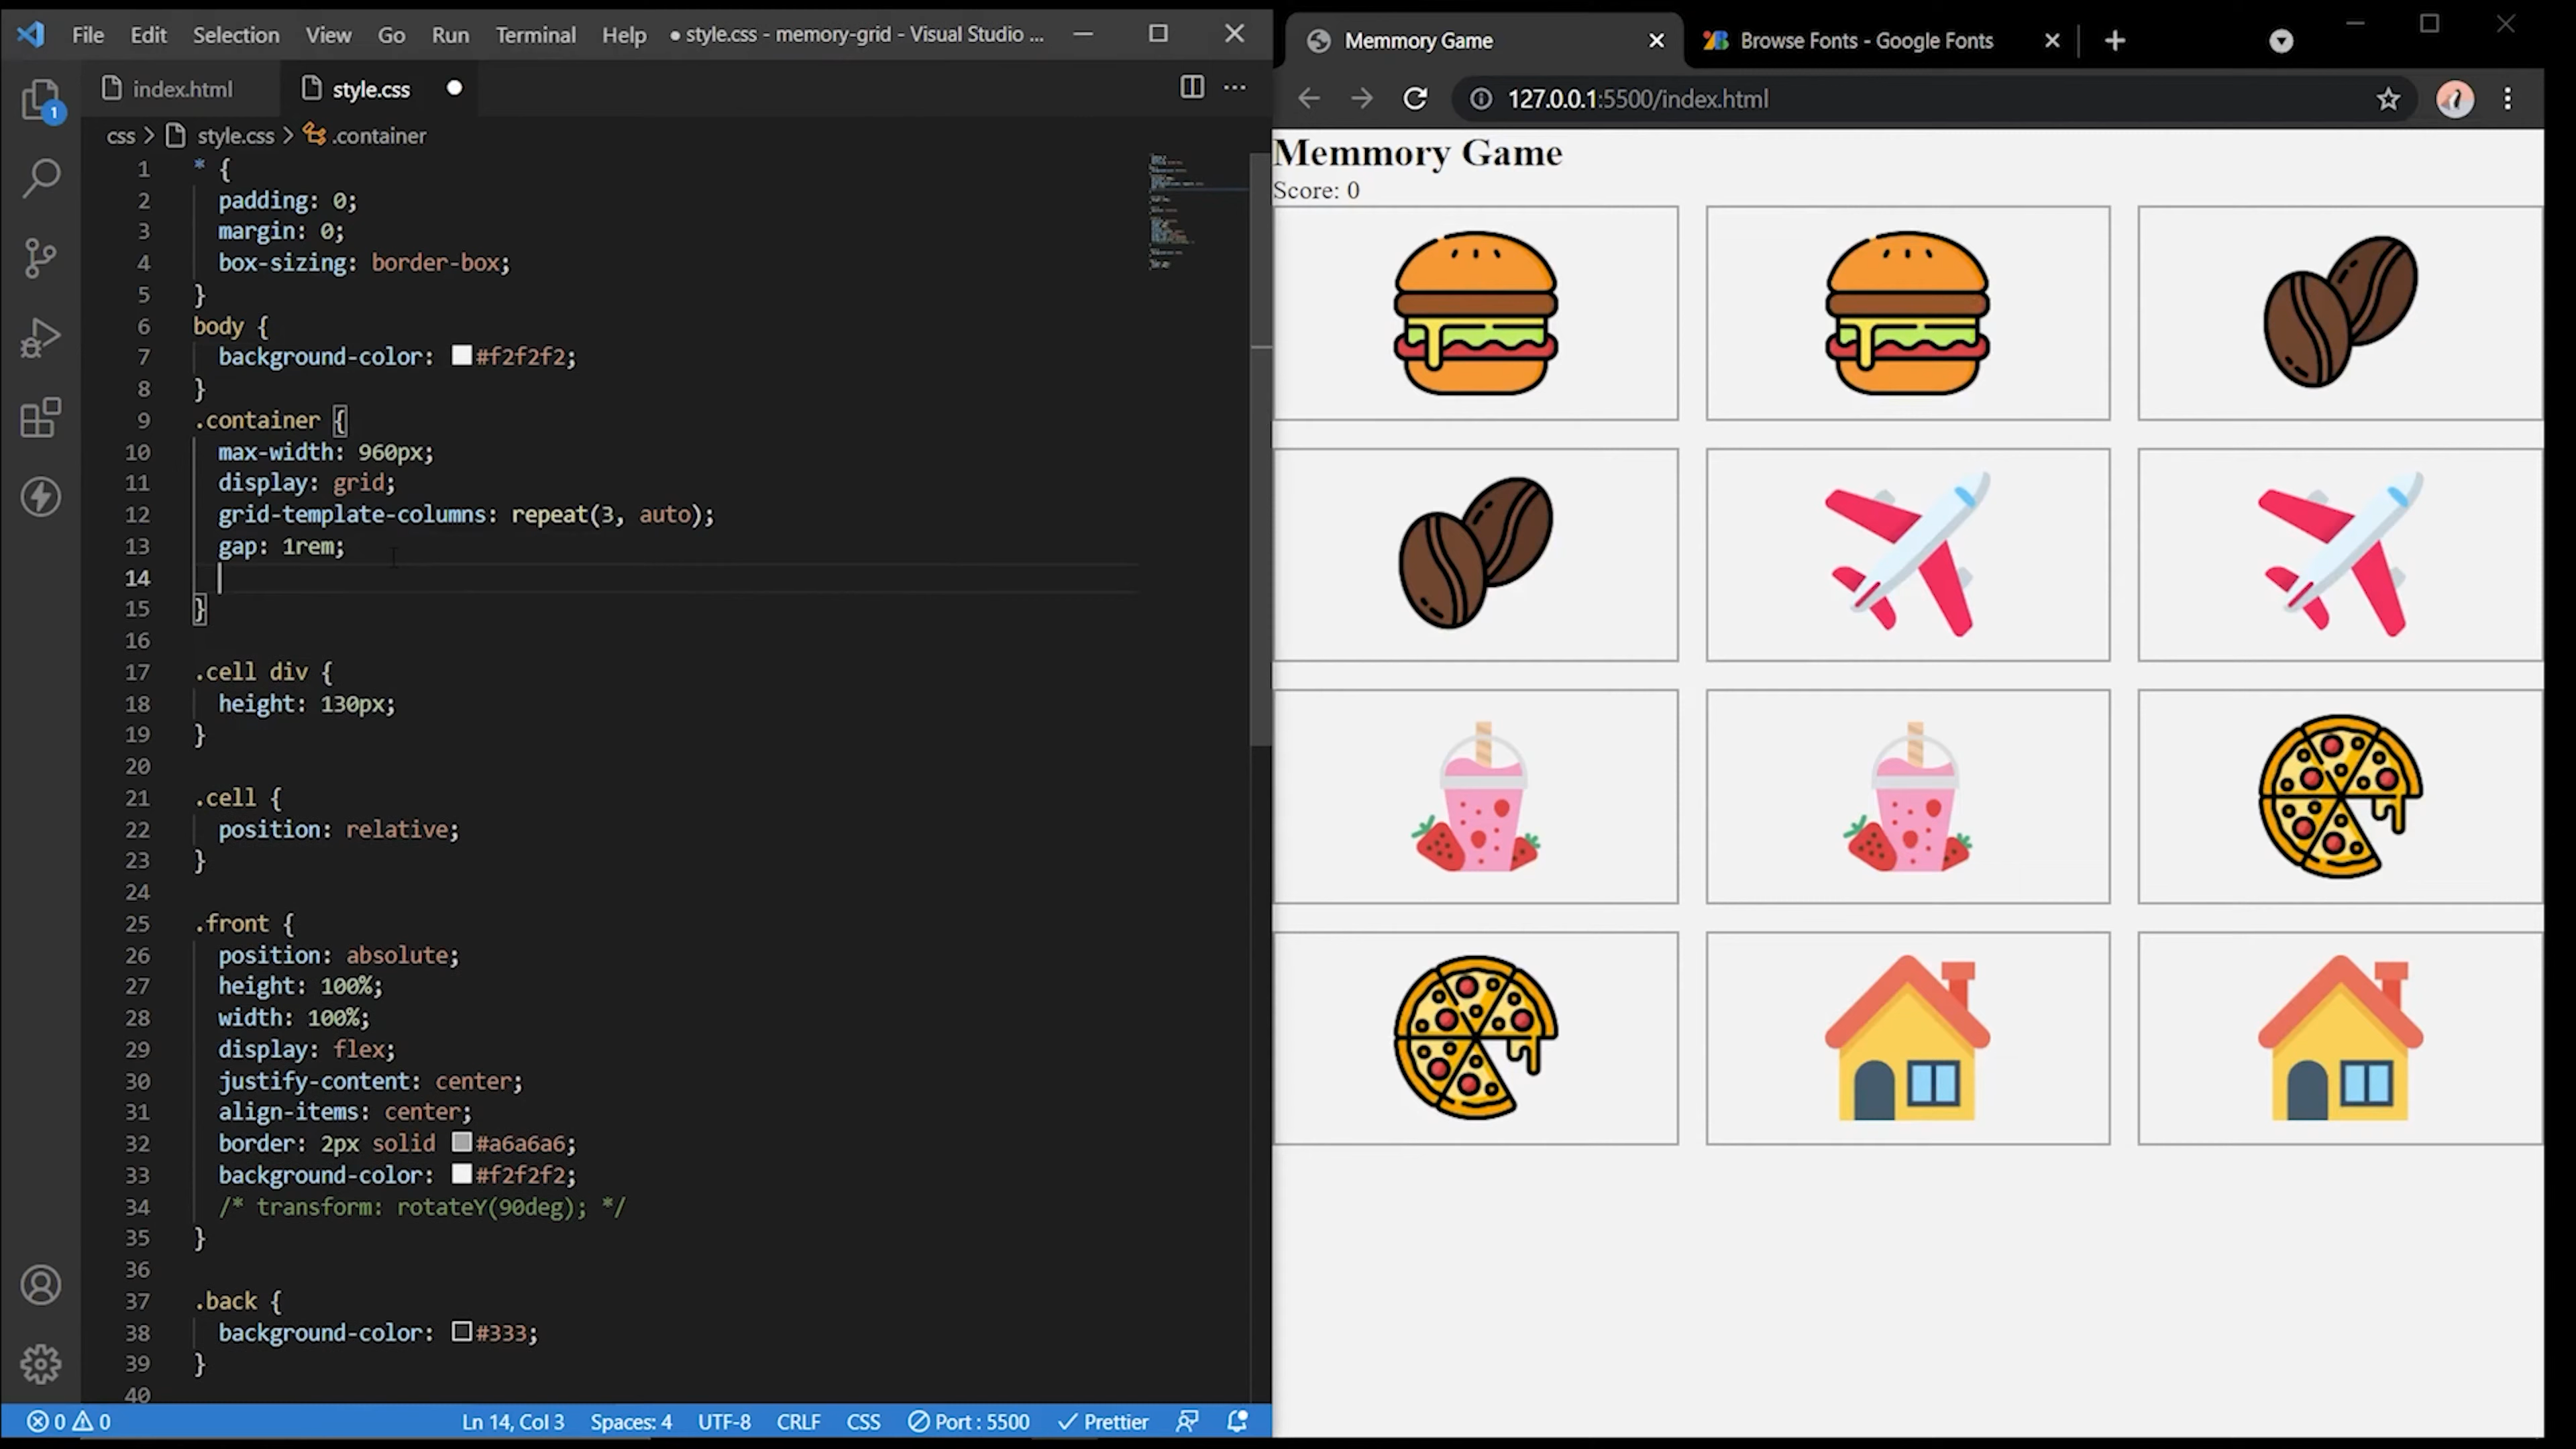 File Edit Selection View Go Run Terminal Help ● style.css - memory-grid - Visual Studio ...
index.html style.css
css > style.css > .container
1 * {
2 padding: 0;
3 margin: 0;
4 box-sizing: border-box;
5 }
6 body {
7 background-color: #f2f2f2;
8 }
9 .container {
10 max-width: 960px;
11 display: grid;
12 grid-template-columns: repeat(3, auto);
13 gap: 1rem;
14
15 }
16
17 .cell div {
18 height: 130px;
19 }
20
21 .cell {
22 position: relative;
23 }
24
25 .front {
26 position: absolute;
27 height: 100%;
28 width: 100%;
29 display: flex;
30 justify-content: center;
31 align-items: center;
32 border: 2px solid #a6a6a6;
33 background-color: #f2f2f2;
34 /* transform: rotateY(90deg); */
35 }
36
37 .back {
38 background-color: #333;
39 }
40
1
0 0 Ln 14, Col 3 Spaces: 4 UTF-8 CRLF CSS Port : 5500 Prettier
Memmory Game Browse Fonts - Google Fonts
127.0.0.1:5500/index.html
Memmory Game
Score: 0